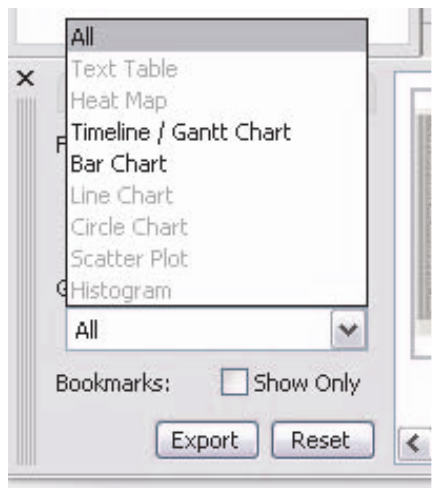 All
Text Table
Heat Map
Timeline / Gantt Chart
Bar Chart
Line Chart
Circle Chart
Scatter Plot
Histogram
All
Bookmarks:
Show Only
Export
Reset